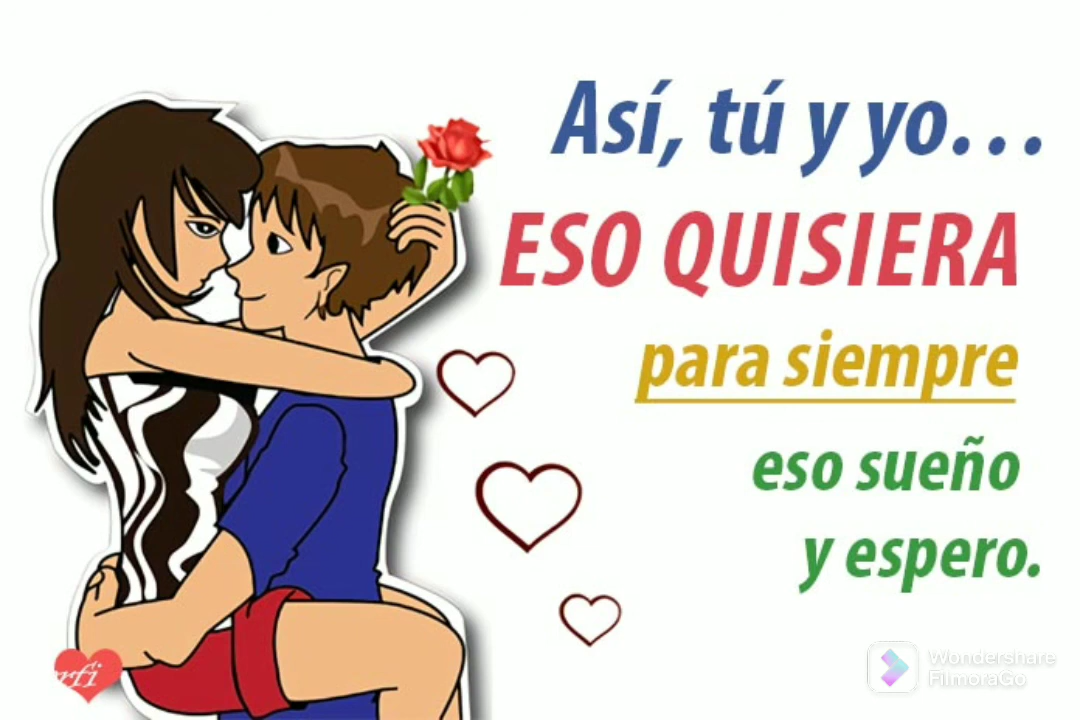 Así, tú y yo...
ESO QUISIERA
para siempre
eso sueño
y espero.
Wondershare
FilmoraGo